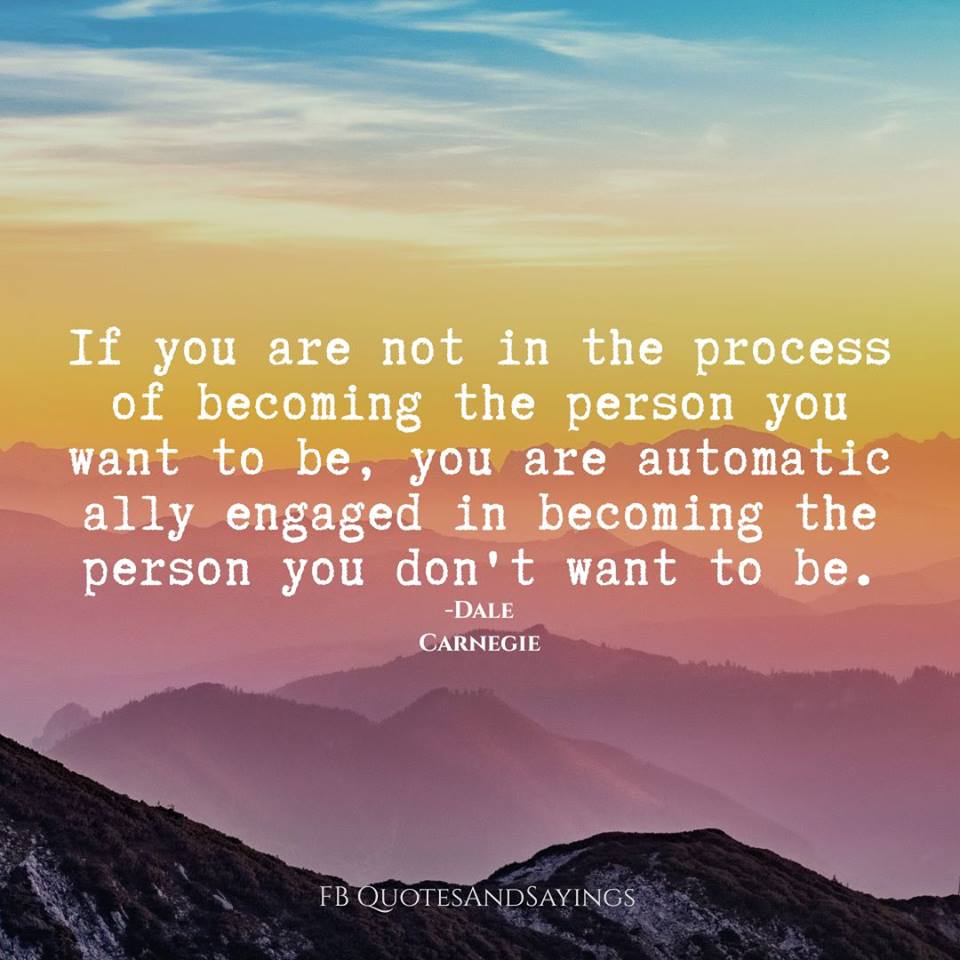 If you are not in the process
of becoming the person you
want to be, you are automatic
ally engaged in becoming the
person you don't want to be.
-Dale
Carnegie
FB QuotesAndSayings